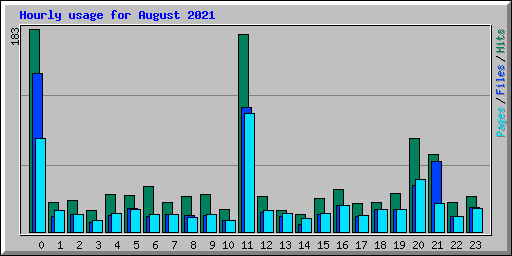 Hourly usage for August 2021
183
Pages/Files/Hits
0 1 2 3 4 5 6 7 8 9 10 11 12 13 14 15 16 17 18 19 20 21 22 23